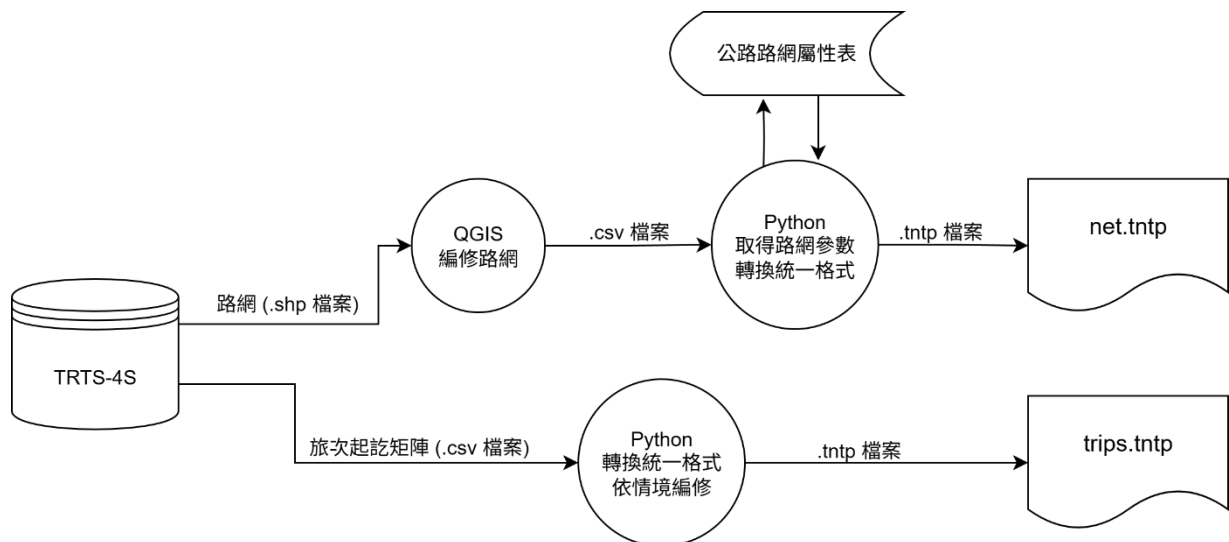 公路路網屬性表
QGIS
編修路網
.csv 檔案
Python
取得路網參數
轉換統一格式
.tntp 檔案
net.tntp
路網 (.shp 檔案)
TRTS-4S
旅次起訖矩陣 (.csv 檔案)
Python
轉換統一格式
依情境編修
.tntp 檔案
trips.tntp